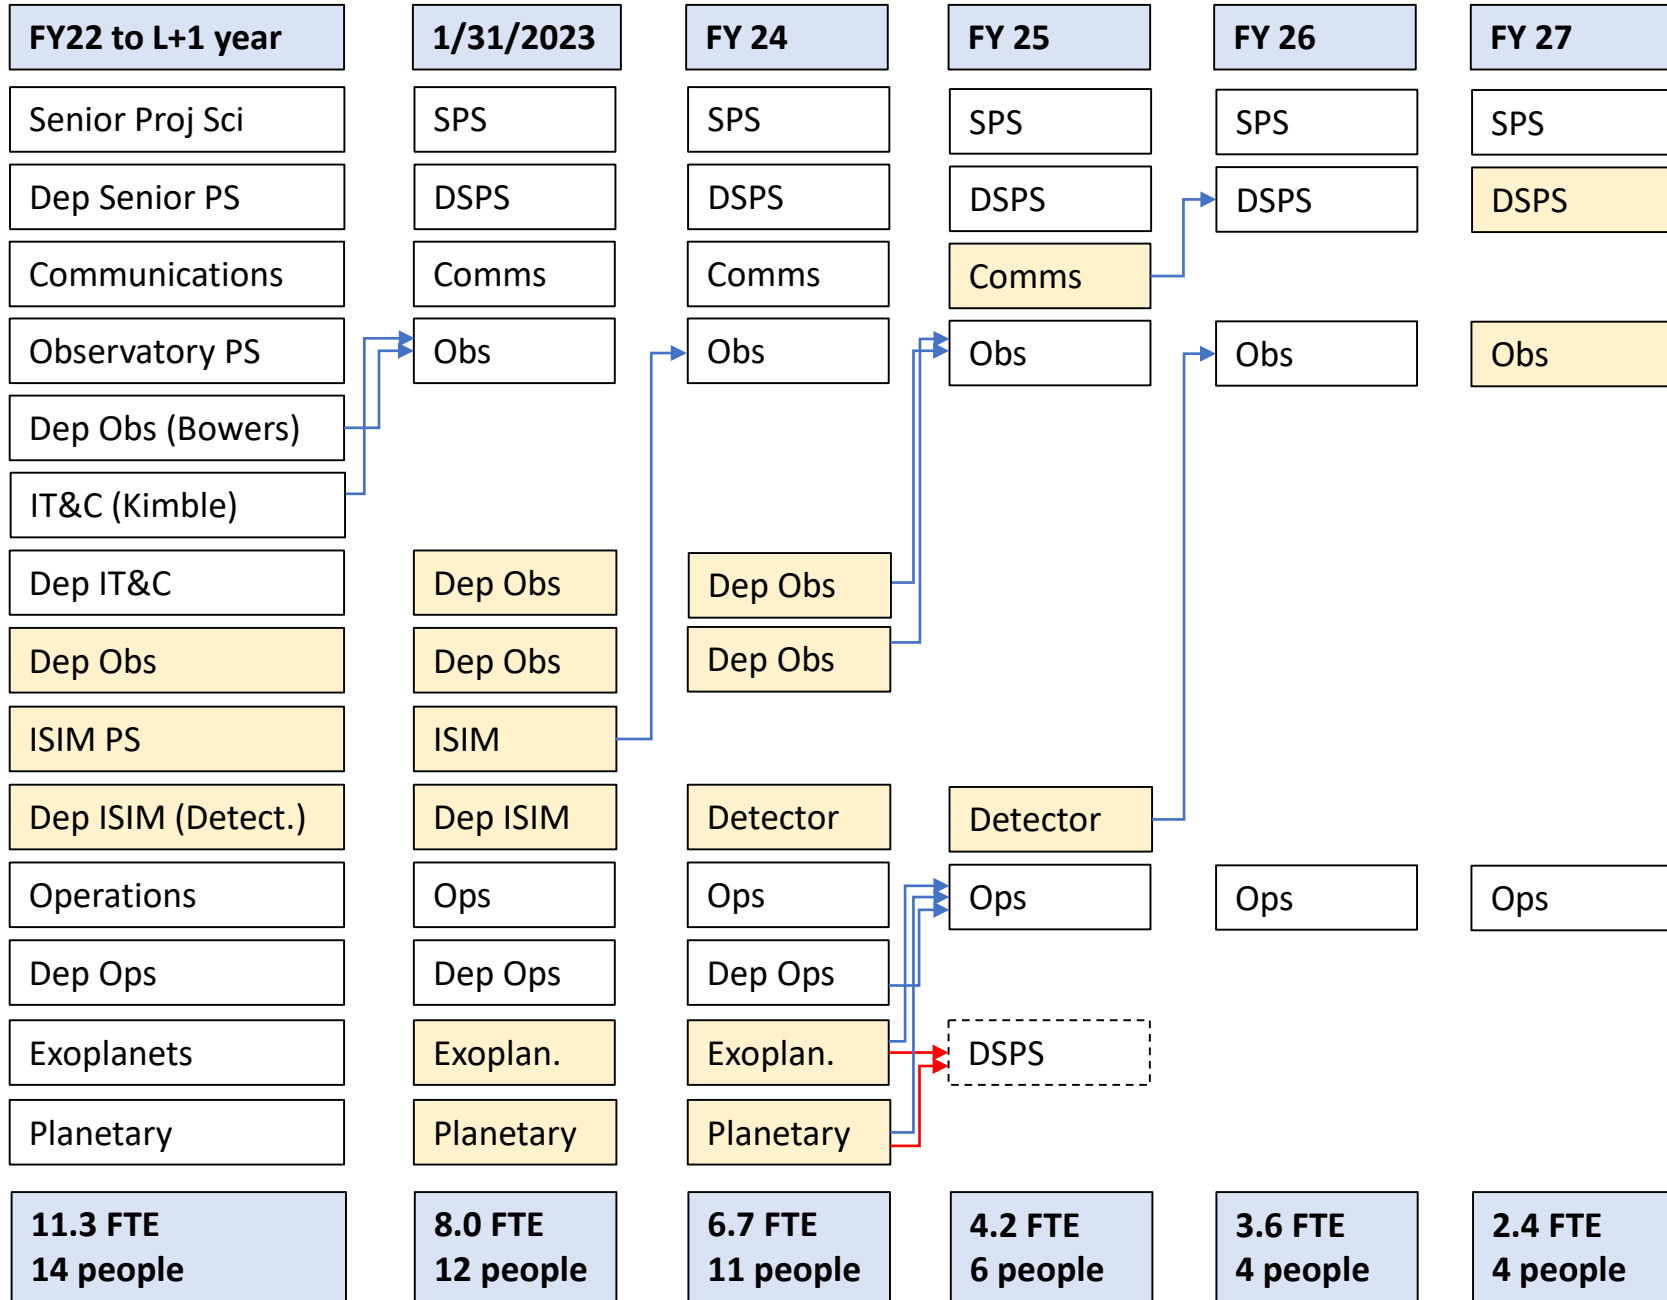 FY22 to L+1 year
1/31/2023
FY 24
FY 25
FY 26
FY 27
Senior Proj Sci
SPS
SPS
SPS
SPS
SPS
Dep Senior PS
DSPS
DSPS
DSPS
DSPS
DSPS
Communications
Comms
Comms
Comms
Observatory PS
Obs
Obs
Obs
Obs
Obs
Dep Obs (Bowers)
IT&C (Kimble)
Dep IT&C
Dep Obs
Dep Obs
Dep Obs
Dep Obs
Dep Obs
ISIM PS
ISIM
Dep ISIM (Detect.)
Dep ISIM
Detector
Detector
Operations
Ops
Ops
Ops
Ops
Ops
Dep Ops
Dep Ops
Dep Ops
Exoplanets
Exoplan.
Exoplan.
DSPS
Planetary
Planetary
Planetary
11.3 FTE
14 people
8.0 FTE
12 people
6.7 FTE
11 people
4.2 FTE
6 people
3.6 FTE
4 people
2.4 FTE
4 people